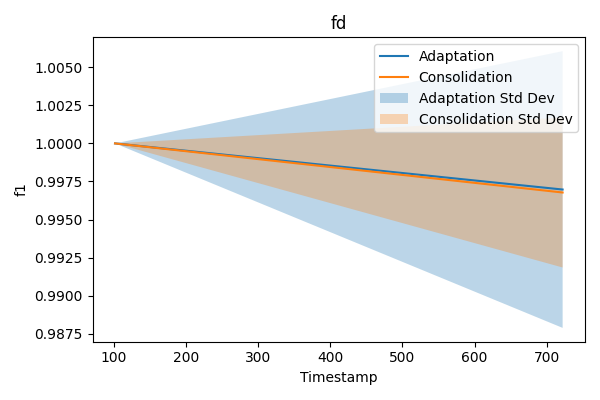 fd
Adaptation
Consolidation
Adaptation Std Dev
Consolidation Std Dev
1.0050
1.0025
1.0000
0.9975
0.9950
0.9925
0.9900
0.9875
f1
100 200 300 400 500 600 700
Timestamp